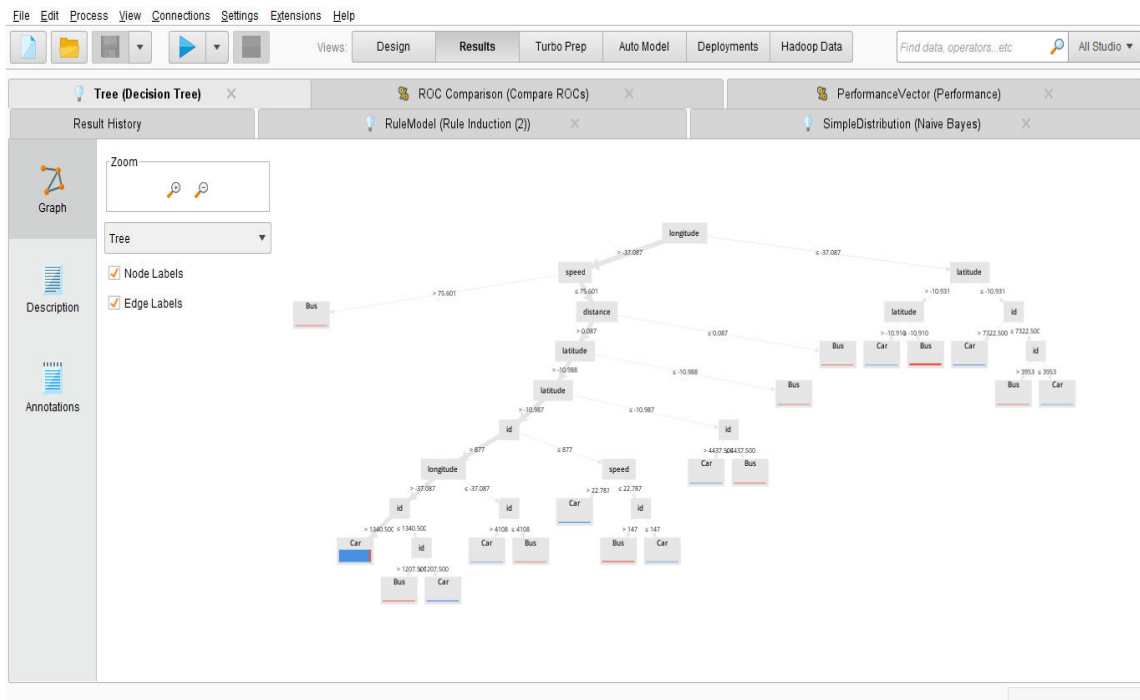 File Edit Process View Connections Settings Extensions Help
Views: Design Results Turbo Prep Auto Model Deployments Hadoop Data Find data, operators...etc All Studio
Tree (Decision Tree) ROC Comparison (Compare ROCs) PerformanceVector (Performance)
Result History RuleModel (Rule Induction (2)) SimpleDistribution (Naive Bayes)
Graph
Description
Annotations
Zoom
Tree
Node Labels
Edge Labels
longitude
> -37.087 ≤ -37.087
speed latitude
> 75.601 ≤ 75.601 > -10.931 ≤ -10.931
Bus distance latitude id
> 0.087 ≤ 0.087 > -10.910 ≤ -10.910 > 7322.500 ≤ 7322.500
latitude Bus Car Bus Car id
> -10.988 ≤ -10.988 > 3953 ≤ 3953
latitude Bus Bus Car
> -10.987 ≤ -10.987
id id
> 877 ≤ 877 > 4437.500 4437.500
longitude speed Car Bus
> -37.087 ≤ -37.087 > 22.787 ≤ 22.787
id id Car id
> 1340.500 ≤ 1340.500 > 4108 ≤ 4108 > 147 ≤ 147
Car id Car Bus Bus Car
> 1207.500 1207.500
Bus Car